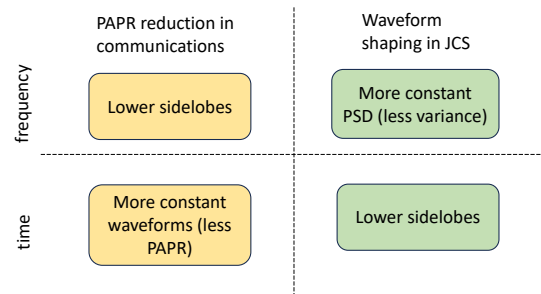 PAPR reduction in
communications
Waveform
shaping in JCS
frequency
Lower sidelobes
More constant
PSD (less variance)
time
More constant
waveforms (less
PAPR)
Lower sidelobes